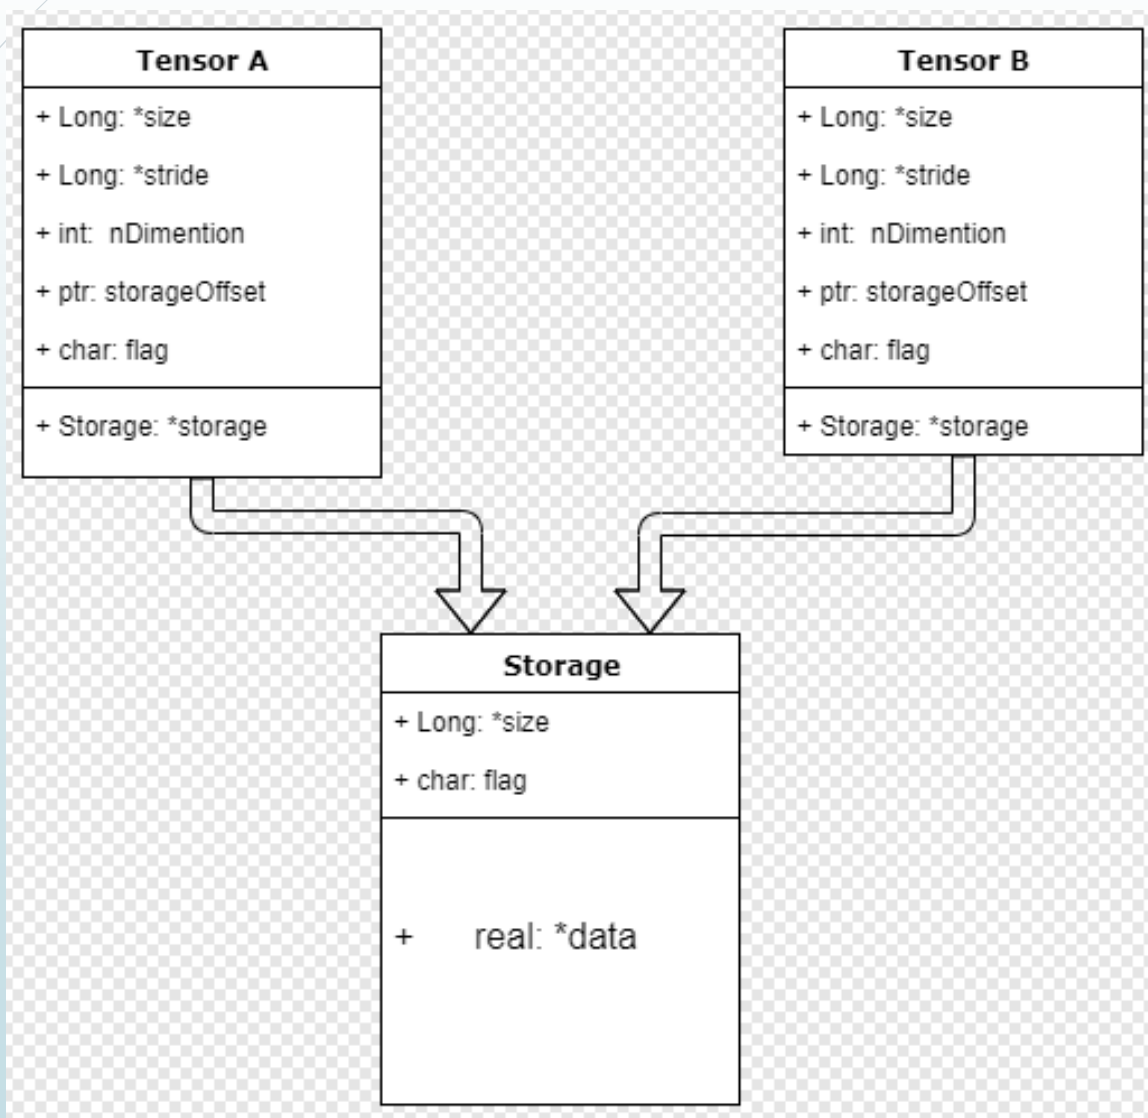 Tensor A
+ Long: *size
+ Long: *stride
+ int:  nDimention
+ ptr: storageOffset
+ char: flag
+ Storage: *storage
Tensor B
+ Long: *size
+ Long: *stride
+ int:  nDimention
+ ptr: storageOffset
+ char: flag
+ Storage: *storage
Storage
+ Long: *size
+ char: flag
+ real: *data